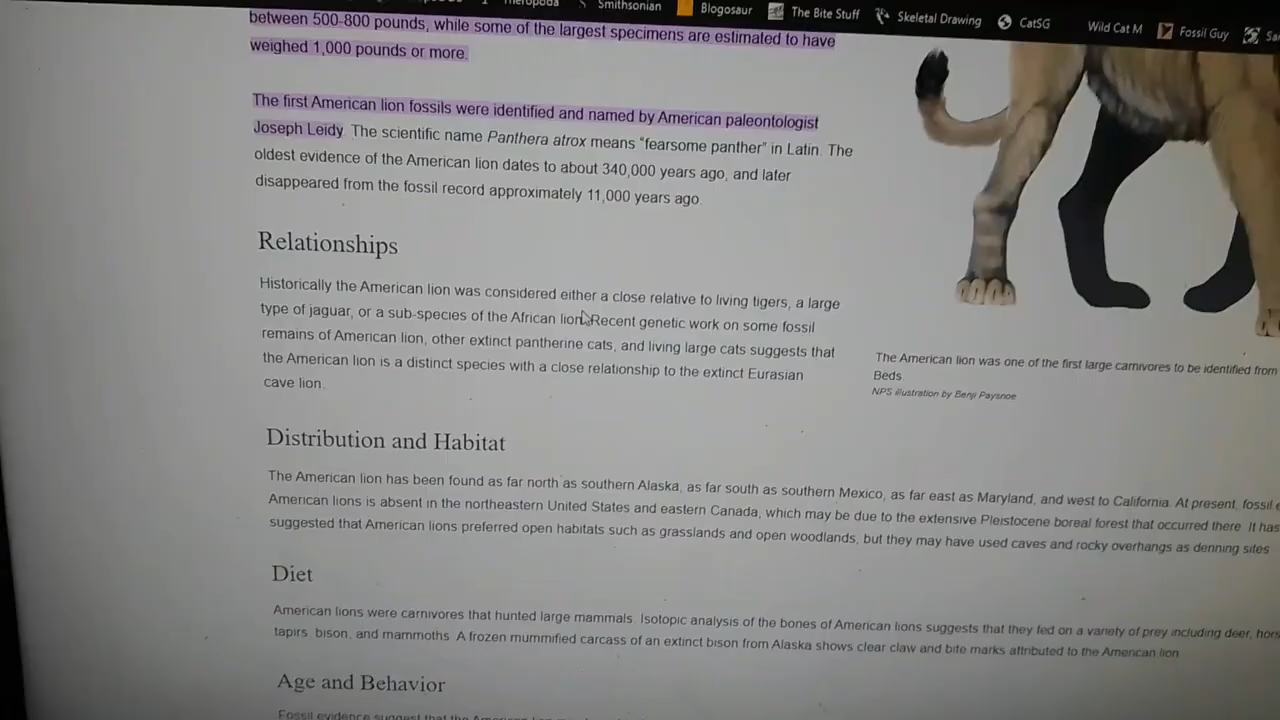 Theropoda Smithsonian Blogosaur The Bite Stuff Skeletal Drawing CatSG Wild Cat M Fossil Guy
between 500-800 pounds, while some of the largest specimens are estimated to have
weighed 1,000 pounds or more.
The first American lion fossils were identified and named by American paleontologist
Joseph Leidy. The scientific name Panthera atrox means “fearsome panther” in Latin. The
oldest evidence of the American lion dates to about 340,000 years ago, and later
disappeared from the fossil record approximately 11,000 years ago.
Relationships
Historically the American lion was considered either a close relative to living tigers, a large
type of jaguar, or a sub-species of the African lion. Recent genetic work on some fossil
remains of American lion, other extinct pantherine cats, and living large cats suggests that
the American lion is a distinct species with a close relationship to the extinct Eurasian
cave lion.
The American lion was one of the first large carnivores to be identified from
Beds.
NPS illustration by Benji Paysnoe
Distribution and Habitat
The American lion has been found as far north as southern Alaska, as far south as southern Mexico, as far east as Maryland, and west to California. At present, fossil
American lions is absent in the northeastern United States and eastern Canada, which may be due to the extensive Pleistocene boreal forest that occurred there. It has
suggested that American lions preferred open habitats such as grasslands and open woodlands, but they may have used caves and rocky overhangs as denning sites
Diet
American lions were carnivores that hunted large mammals. Isotopic analysis of the bones of American lions suggests that they fed on a variety of prey including deer,
tapirs, bison, and mammoths. A frozen mummified carcass of an extinct bison from Alaska shows clear claw and bite marks attributed to the American lion
Age and Behavior
Fossil evidence suggest that the American